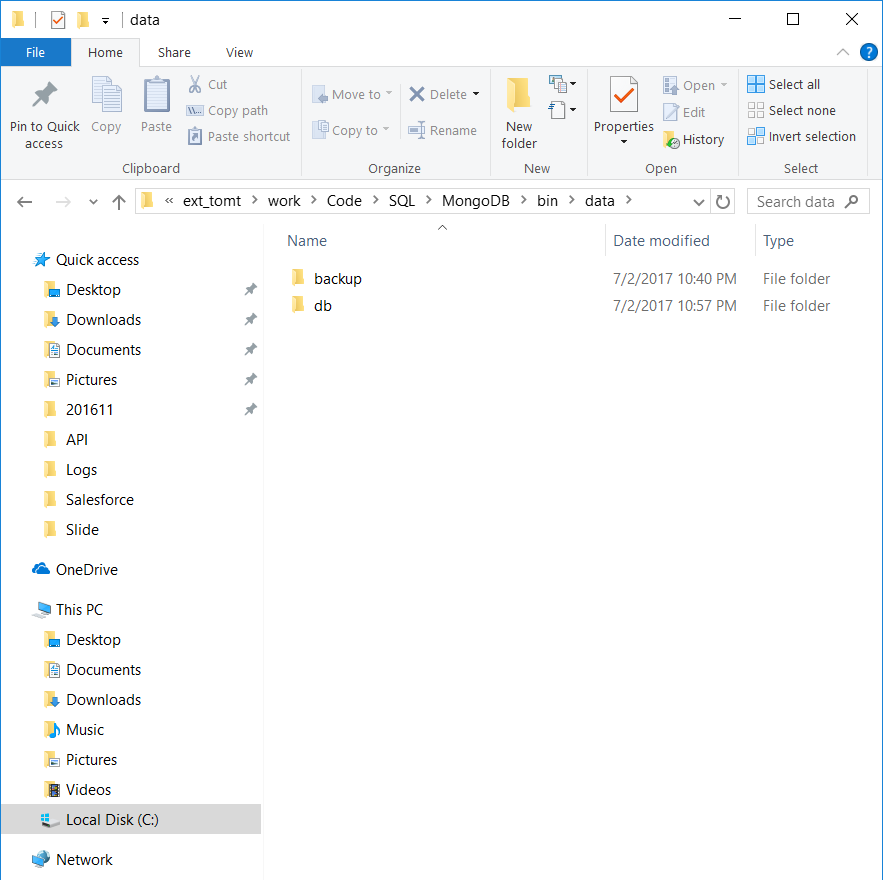 data
File Home Share View
Pin to Quick access
Copy
Paste
Cut
Copy path
Paste shortcut
Clipboard
Move to
Copy to
Delete
Rename
Organize
New folder
New
Properties
Open
Edit
History
Open
Select all
Select none
Invert selection
Select
« ext_tomt > work > Code > SQL > MongoDB > bin > data >
Search data
Name Date modified Type
backup 7/2/2017 10:40 PM File folder
db 7/2/2017 10:57 PM File folder
Quick access
Desktop
Downloads
Documents
Pictures
201611
API
Logs
Salesforce
Slide
OneDrive
This PC
Desktop
Documents
Downloads
Music
Pictures
Videos
Local Disk (C:)
Network